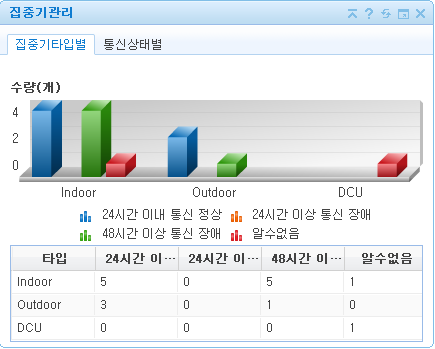 집중기관리
집중기타입별 통신상태별
수량(개)
4
2
0
Indoor Outdoor DCU
24시간 이내 통신 정상 24시간 이상 통신 장애
48시간 이상 통신 장애 알수없음
타입 24시간 이… 24시간 이… 48시간 이… 알수없음
Indoor 5 0 5 1
Outdoor 3 0 1 0
DCU 0 0 0 1